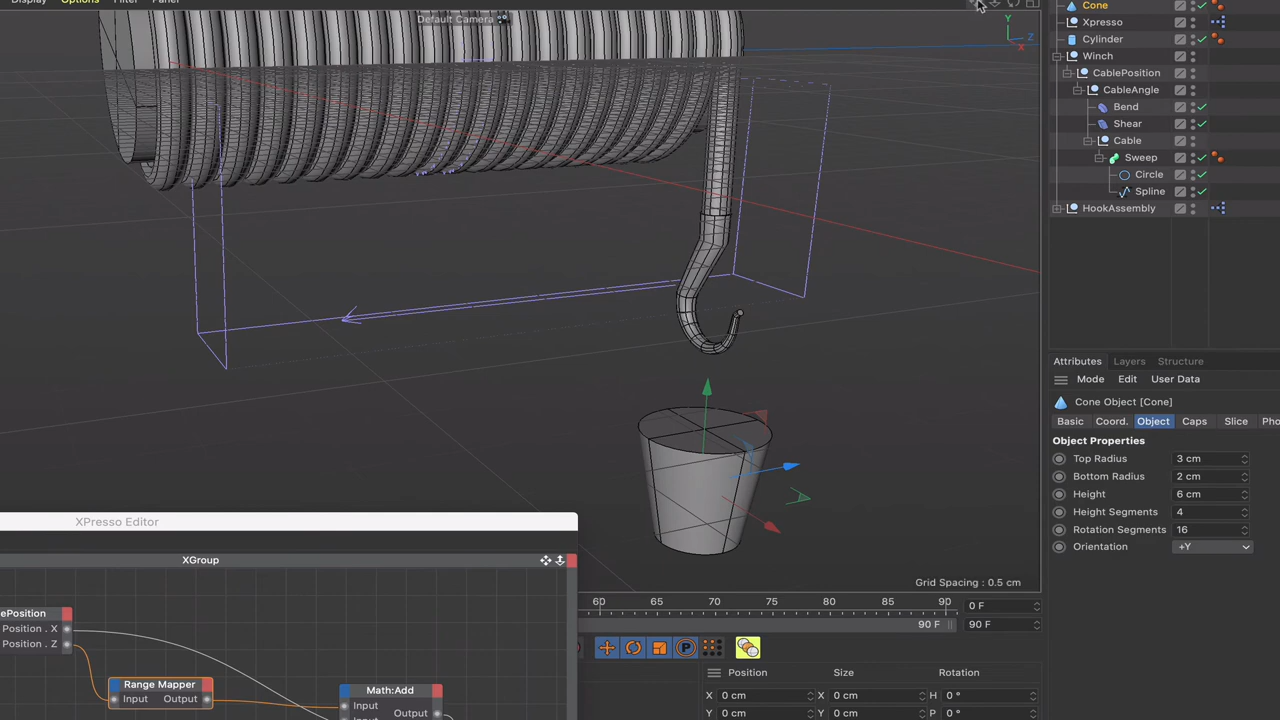 Display Options Filter Panel
Default Camera
Y
Z
X
Cone
Xpresso
Cylinder
Winch
CablePosition
CableAngle
Bend
Shear
Cable
Sweep
Circle
Spline
HookAssembly
Attributes Layers Structure
Mode Edit User Data
Cone Object [Cone]
Basic Coord. Object Caps Slice Pho
Object Properties
Top Radius 3 cm
Bottom Radius 2 cm
Height 6 cm
Height Segments 4
Rotation Segments 16
Orientation +Y
XPresso Editor
XGroup
ePosition
Position . X
Position . Z
Range Mapper
Input Output
Math:Add
Input
Output
Grid Spacing : 0.5 cm
60 65 70 75 80 85 90 0 F
90 F 90 F
P
Position Size Rotation
X 0 cm X 0 cm H 0 °
Y 0 cm Y 0 cm P 0 °